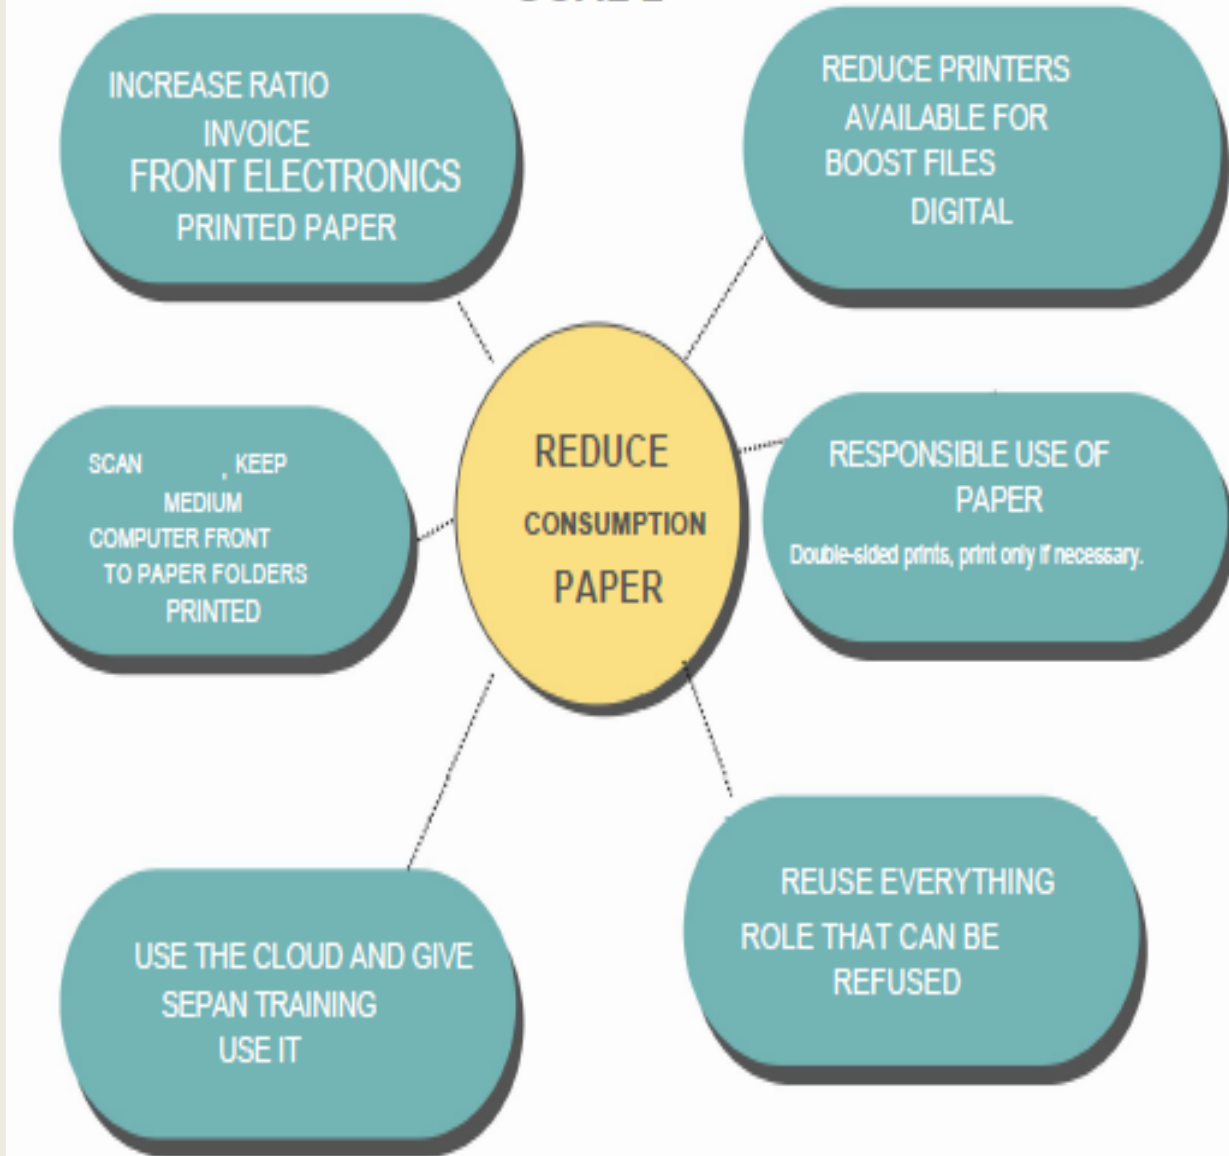 INCREASE RATIO
INVOICE
FRONT ELECTRONICS
PRINTED PAPER
REDUCE PRINTERS
AVAILABLE FOR
BOOST FILES
DIGITAL
SCAN , KEEP
MEDIUM
COMPUTER FRONT
TO PAPER FOLDERS
PRINTED
REDUCE
CONSUMPTION
PAPER
RESPONSIBLE USE OF
PAPER
Double-sided prints, print only if necessary.
USE THE CLOUD AND GIVE
SEPAN TRAINING
USE IT
REUSE EVERYTHING
ROLE THAT CAN BE
REFUSED